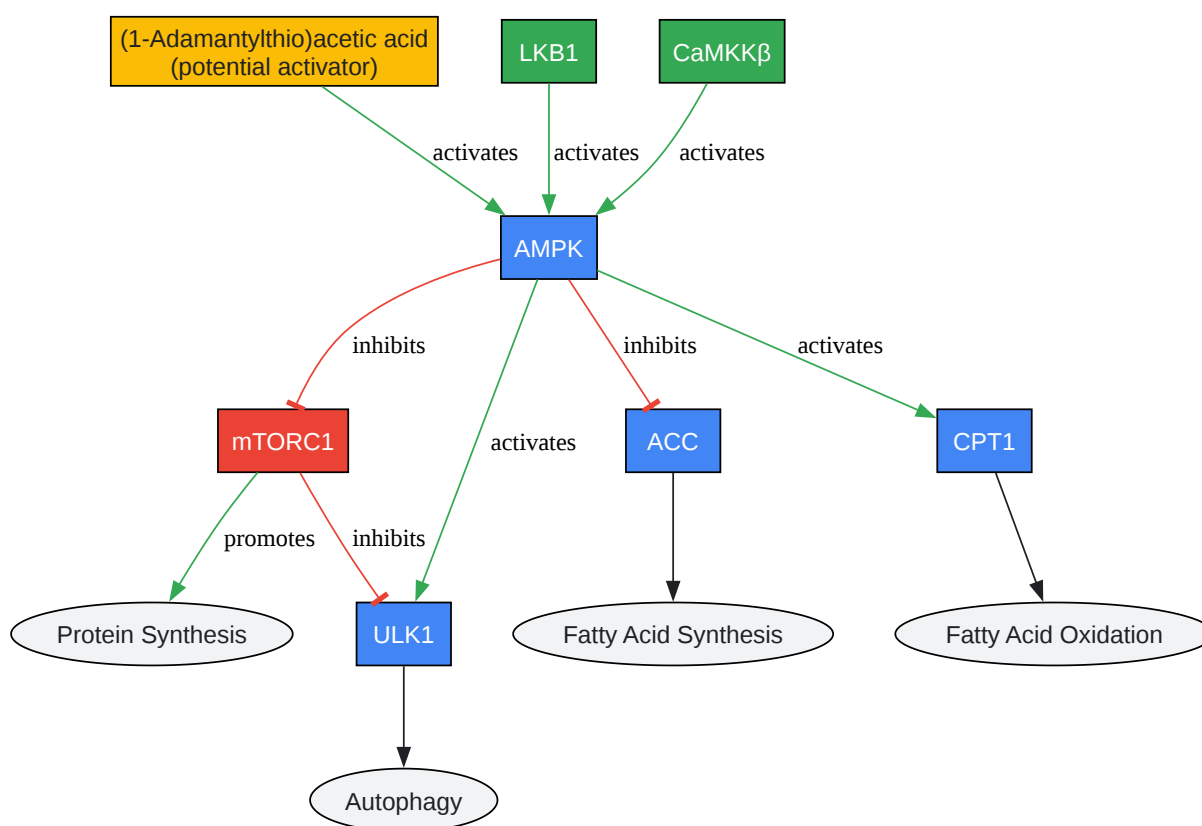 (1-Adamantylthio)acetic acid
(potential activator)
LKB1
CaMKKβ
activates
activates
activates
AMPK
inhibits
inhibits
activates
mTORC1
activates
ACC
CPT1
promotes
inhibits
Protein Synthesis
ULK1
Fatty Acid Synthesis
Fatty Acid Oxidation
Autophagy